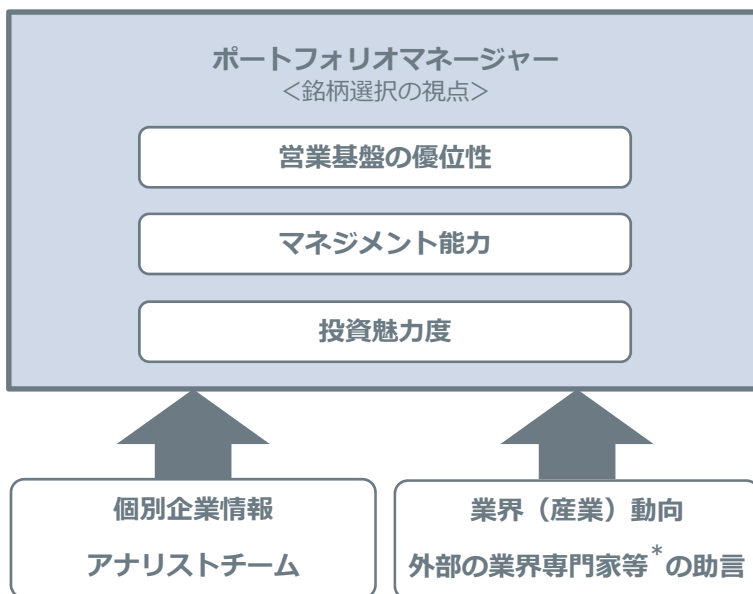 ポートフォリオマネージャー
＜銘柄選択の視点＞
営業基盤の優位性
マネジメント能力
投資魅力度
個別企業情報
アナリストチーム
業界（産業）動向
外部の業界専門家等*の助言